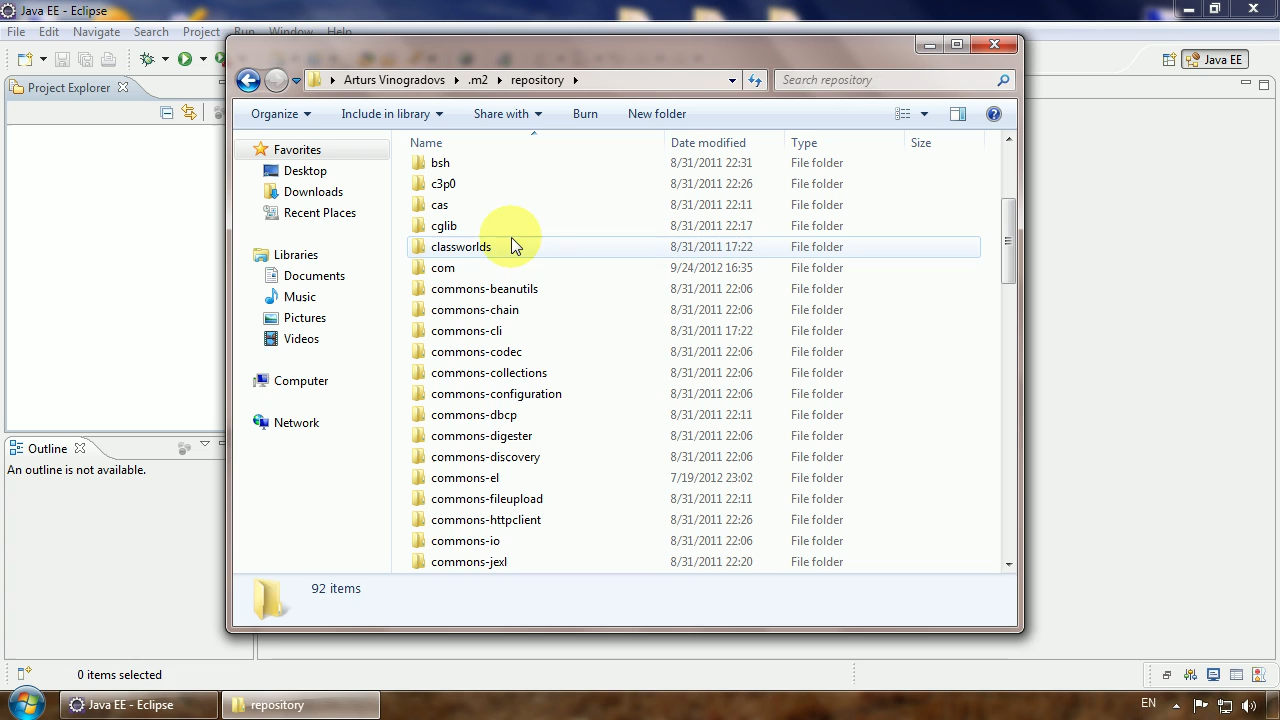 Java EE - Eclipse
File Edit Navigate Search Project Run Window Help
Java EE
Project Explorer
Arturs Vinogradovs .m2 repository
Search repository
Organize Include in library Share with Burn New folder
Name Date modified Type Size
Favorites
Desktop
Downloads
Recent Places
Libraries
Documents
Music
Pictures
Videos
Computer
Network
bsh 8/31/2011 22:31 File folder
c3p0 8/31/2011 22:26 File folder
cas 8/31/2011 22:11 File folder
cglib 8/31/2011 22:17 File folder
classworlds 8/31/2011 17:22 File folder
com 9/24/2012 16:35 File folder
commons-beanutils 8/31/2011 22:06 File folder
commons-chain 8/31/2011 22:06 File folder
commons-cli 8/31/2011 17:22 File folder
commons-codec 8/31/2011 22:06 File folder
commons-collections 8/31/2011 22:06 File folder
commons-configuration 8/31/2011 22:06 File folder
commons-dbcp 8/31/2011 22:11 File folder
commons-digester 8/31/2011 22:06 File folder
commons-discovery 8/31/2011 22:06 File folder
commons-el 7/19/2012 23:02 File folder
commons-fileupload 8/31/2011 22:11 File folder
commons-httpclient 8/31/2011 22:26 File folder
commons-io 8/31/2011 22:06 File folder
commons-jexl 8/31/2011 22:20 File folder
92 items
Outline
An outline is not available.
0 items selected
Java EE - Eclipse
repository
EN